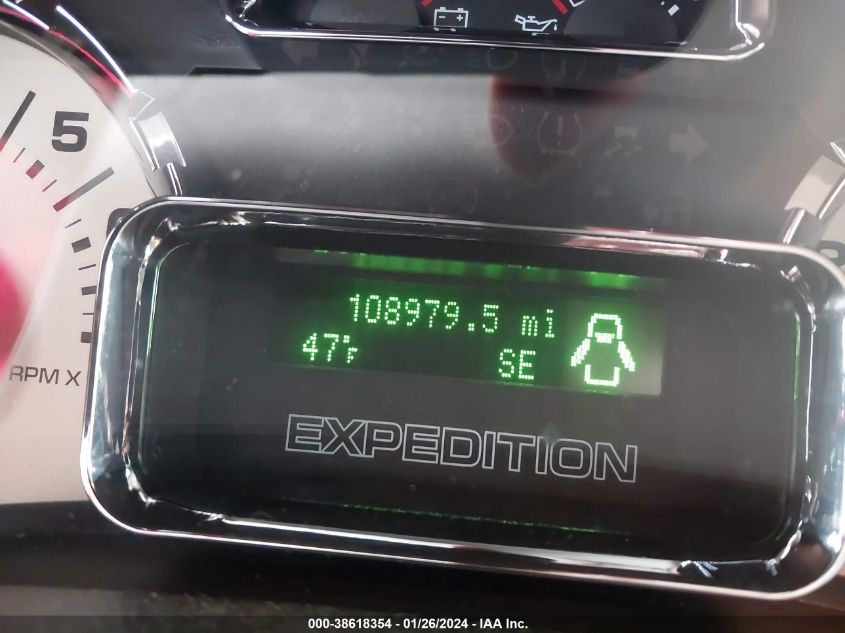 5
RPM X
108979.5 mi
47°F
SE
EXPEDITION
000-38618354 - 01/26/2024 - IAA Inc.